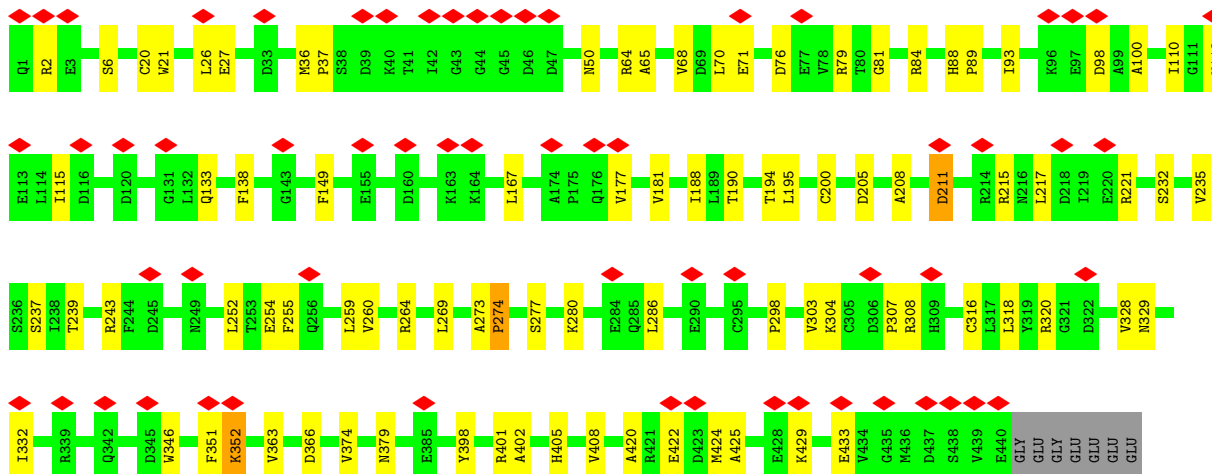 Q1 R2 E3 S6 C20 W21 L26 E27 D33 M36 P37 S38 D39 K40 T41 I42 G43 G44 G45 D46 D47 N50 R64 A65 V68 D69 L70 E71 D76 E77 V78 R79 T80 G81 R84 H88 P89 I93 K96 E97 D98 A99 A100 I110 G111
E113 L114 I115 D116 D120 G131 L132 Q133 F138 G143 F149 E155 D160 K163 K164 L167 A174 P175 Q176 V177 V181 I188 L189 T190 T194 L195 C200 D205 A208 D211 R214 R215 N216 L217 D218 I219 E220 R221 S232 V235
S236 S237 I238 T239 R243 F244 D245 N249 L252 T253 E254 F255 Q256 L259 V260 R264 L269 A273 P274 S277 K280 E284 Q285 L286 E290 C295 P298 V303 K304 C305 D306 P307 R308 H309 C316 L317 L318 Y319 R320 G321 D322 V328 N329
I332 R339 Q342 D345 W346 F351 K352 V363 D366 V374 N379 E385 Y398 R401 A402 H405 V408 A420 R421 E422 D423 M424 A425 E428 K429 E433 V434 G435 M436 D437 S438 V439 E440 GLY GLU GLY GLU GLU GLU GLU